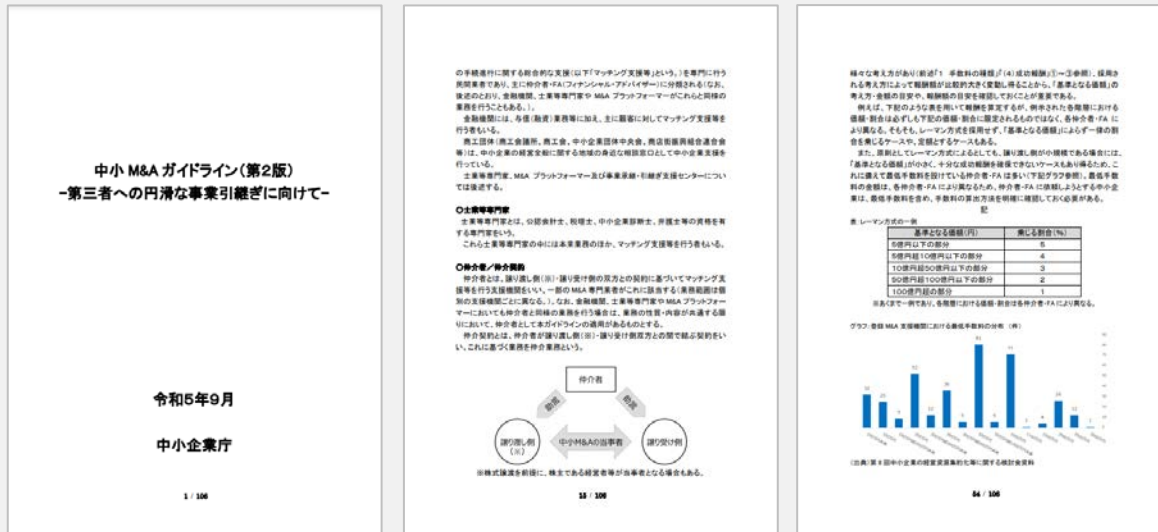 中小 M&A ガイドライン（第2版）
-第三者への円滑な事業引継ぎに向けて-
令和5年9月
中小企業庁
1 / 106
の手続進行に関する総合的な支援（以下「マッチング支援等」という。）を専門に行う
民間業者であり、主に仲介者・FA（フィナンシャル・アドバイザー）に分類される（なお、
後述のとおり、金融機関、士業等専門家や M&A プラットフォーマーがこれらと同様の
業務を行うこともある。）。
金融機関には、与信（融資）業務等に加え、主に顧客に対してマッチング支援等を
行う者もいる。
商工団体（商工会議所、商工会、中小企業団体中央会、商店街振興組合連合会
等）は、中小企業の経営全般に関する地域の身近な相談窓口として中小企業支援を
行っている。
士業等専門家、M&A プラットフォーマー及び事業承継・引継ぎ支援センターについ
ては後述する。
○士業等専門家
士業等専門家とは、公認会計士、税理士、中小企業診断士、弁護士等の資格を有
する専門家をいう。
これら士業等専門家の中には本来業務のほか、マッチング支援等を行う者もいる。
○仲介者／仲介契約
仲介者とは、譲り渡し側（※）・譲り受け側の双方との契約に基づいてマッチング支
援等を行う支援機関をいい、一部の M&A 専門業者がこれに該当する（業務範囲は個
別の支援機関ごとに異なる。）。なお、金融機関、士業等専門家や M&A プラットフォー
マーにおいても仲介者と同様の業務を行う場合は、業務の性質・内容が共通する限
りにおいて、仲介者として本ガイドラインの適用があるものとする。
仲介契約とは、仲介者が譲り渡し側（※）・譲り受け側双方との間で結ぶ契約をい
い、これに基づく業務を仲介業務という。
仲介者
助言
助言
譲り渡し側
（※）
中小M&Aの当事者
譲り受け側
※株式譲渡を前提に、株主である経営者等が当事者となる場合もある。
15 / 106
様々な考え方があり（前述「1 手数料の種類」「（4）成功報酬」①～③参照）、採用さ
れる考え方によって報酬額が比較的大きく変動し得ることから、「基準となる価額」の
考え方・金額の目安や、報酬額の目安を確認しておくことが重要である。
例えば、下記のような表を用いて報酬を算定するが、例示された各階層における
価額・割合は必ずしも下記の価額・割合に限定されるものではなく、各仲介者・FA に
より異なる。そもそも、レーマン方式を採用せず、「基準となる価額」によらず一律の割
合を乗じるケースや、定額とするケースもある。
また、原則としてレーマン方式によるとしても、譲り渡し側が小規模である場合には、
「基準となる価額」が小さく、十分な成功報酬を確保できないケースもあり得るため、こ
れに備えて最低手数料を設けている仲介者・FA は多い（下記グラフ参照）。最低手数
料の金額は、各仲介者・FA により異なるため、仲介者・FA に依頼しようとする中小企
業は、最低手数料を含め、手数料の算出方法を明確に確認しておく必要がある。
記
表：レーマン方式の一例
基準となる価額（円） 乗じる割合（%）
5億円以下の部分 5
5億円超10億円以下の部分 4
10億円超50億円以下の部分 3
50億円超100億円以下の部分 2
100億円超の部分 1
※あくまで一例であり、各階層における価額・割合は各仲介者・FA により異なる。
グラフ：登録 M&A 支援機関における最低手数料の分布 （件）
（出典）第8回中小企業の経営資源集約化等に関する検討会資料
54 / 106